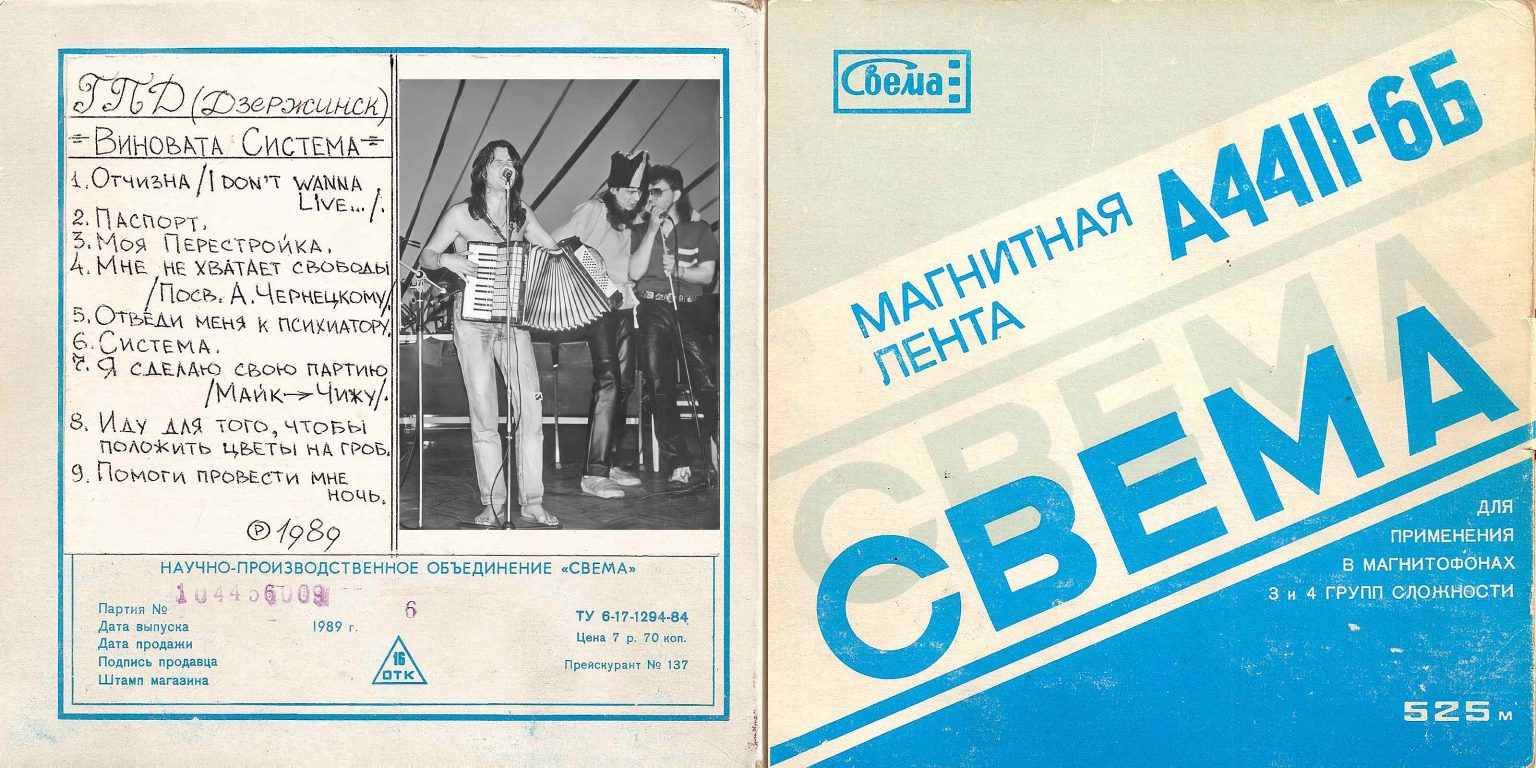 ГПД (Дзержинск)
=Виновата Система=
1. Отчизна /I DON'T WANNA
LIVE.../.
2. Паспорт.
3. Моя Перестройка.
4. Мне не хватает свободы
/Посв. А. Чернецкому/
5. Отведи меня к психиатору.
6. Система.
7. Я сделаю свою партию
/Майк→Чижу/.
8. Иду для того, чтобы
положить цветы на гроб.
9. Помоги провести мне
ночь.
℗ 1989
НАУЧНО-ПРОИЗВОДСТВЕННОЕ ОБЪЕДИНЕНИЕ «СВЕМА»
Партия № 104456009 6
Дата выпуска 1989 г.
Дата продажи
Подпись продавца
Штамп магазина
16
ОТК
ТУ 6-17-1294-84
Цена 7 р. 70 коп.
Прейскурант № 137
Свема
МАГНИТНАЯ
ЛЕНТА
А4411-6Б
СВЕМА
СВЕМА
ДЛЯ
ПРИМЕНЕНИЯ
В МАГНИТОФОНАХ
3 и 4 ГРУПП СЛОЖНОСТИ
525 м